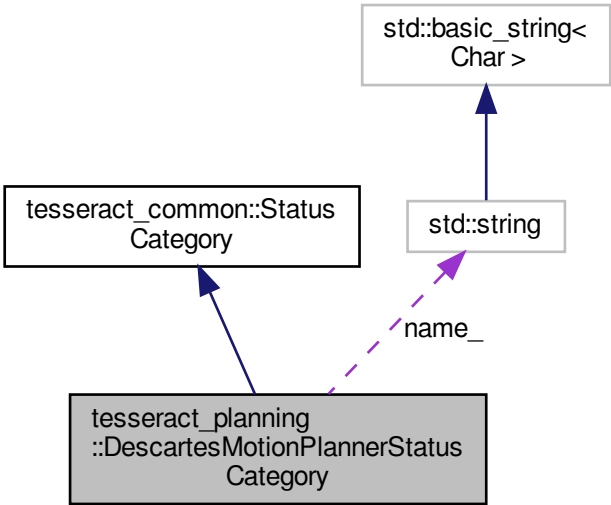 std::basic_string<
Char >
tesseract_common::Status
Category
std::string
name_
tesseract_planning
::DescartesMotionPlannerStatus
Category